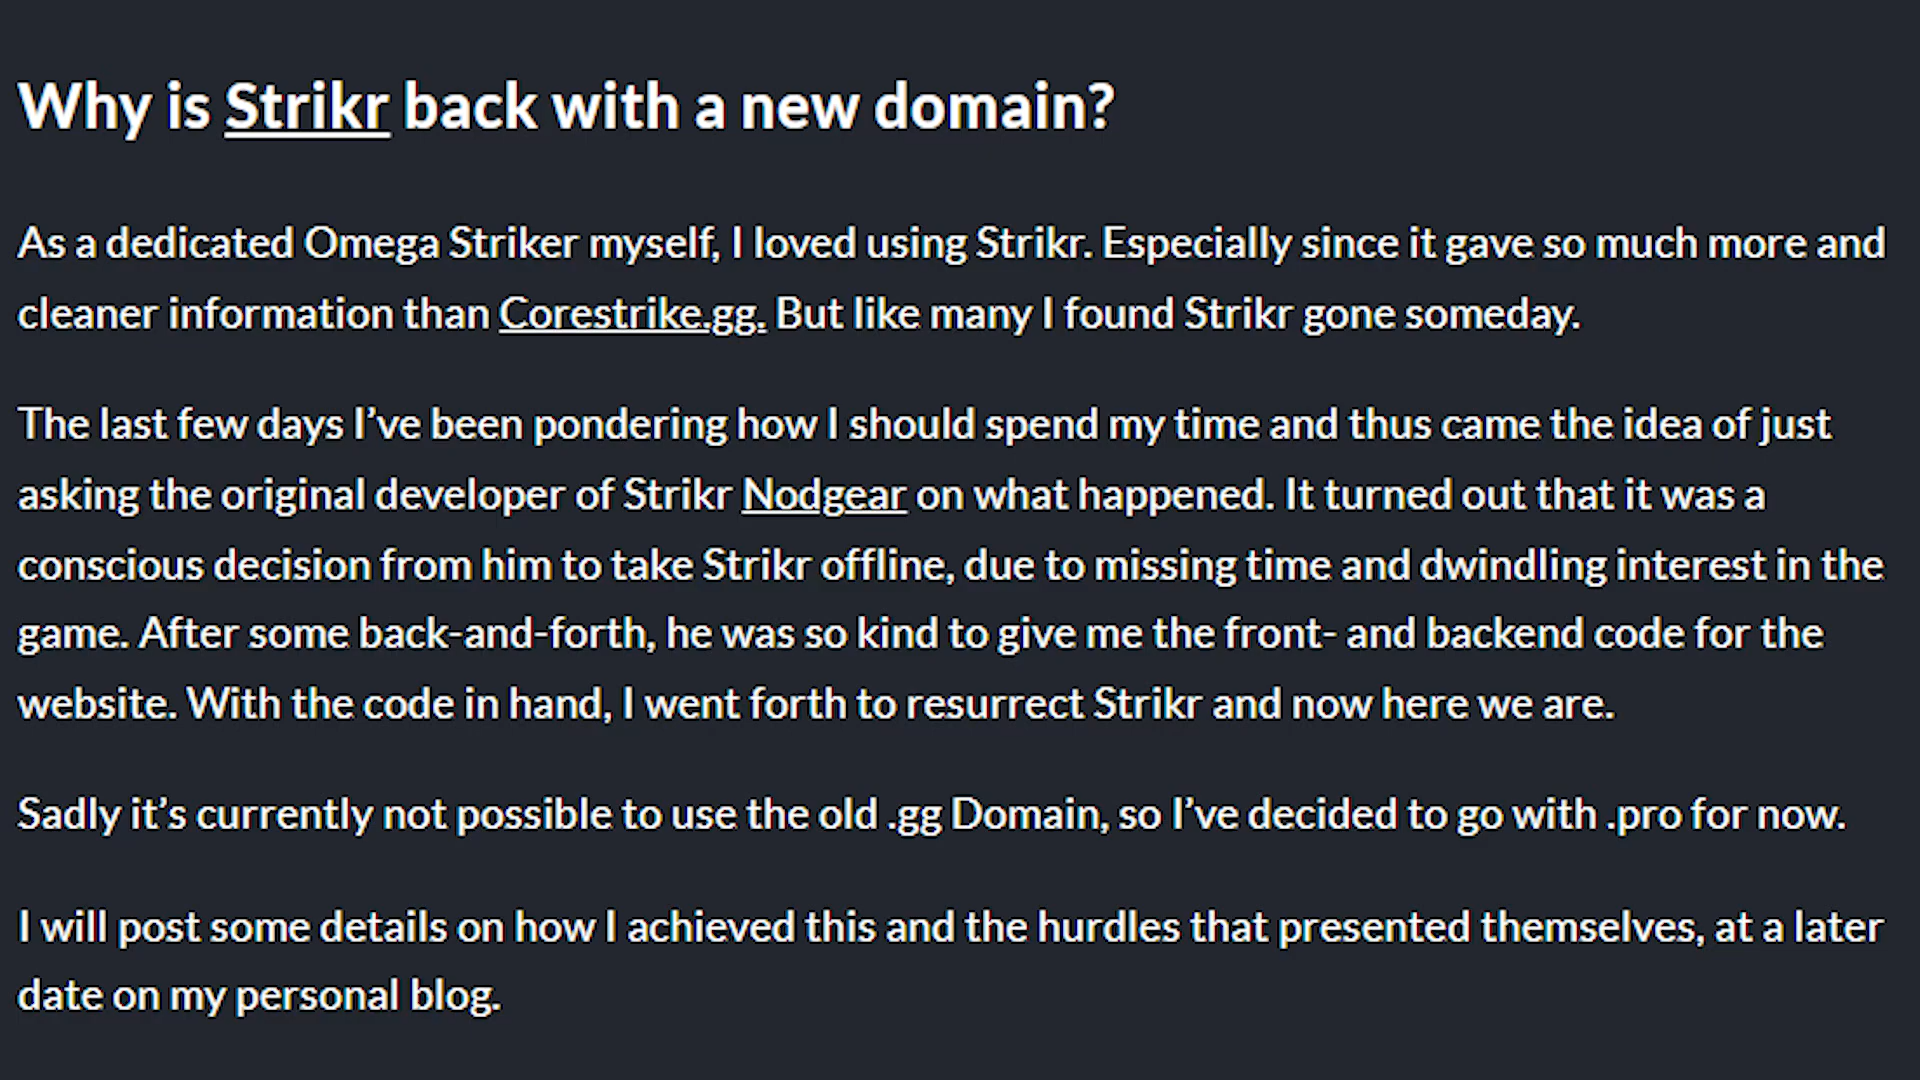 Why is Strikr back with a new domain?
As a dedicated Omega Striker myself, I loved using Strikr. Especially since it gave so much more and
cleaner information than Corestrike.gg. But like many I found Strikr gone someday.
The last few days I’ve been pondering how I should spend my time and thus came the idea of just
asking the original developer of Strikr Nodgear on what happened. It turned out that it was a
conscious decision from him to take Strikr offline, due to missing time and dwindling interest in the
game. After some back-and-forth, he was so kind to give me the front- and backend code for the
website. With the code in hand, I went forth to resurrect Strikr and now here we are.
Sadly it’s currently not possible to use the old .gg Domain, so I’ve decided to go with .pro for now.
I will post some details on how I achieved this and the hurdles that presented themselves, at a later
date on my personal blog.